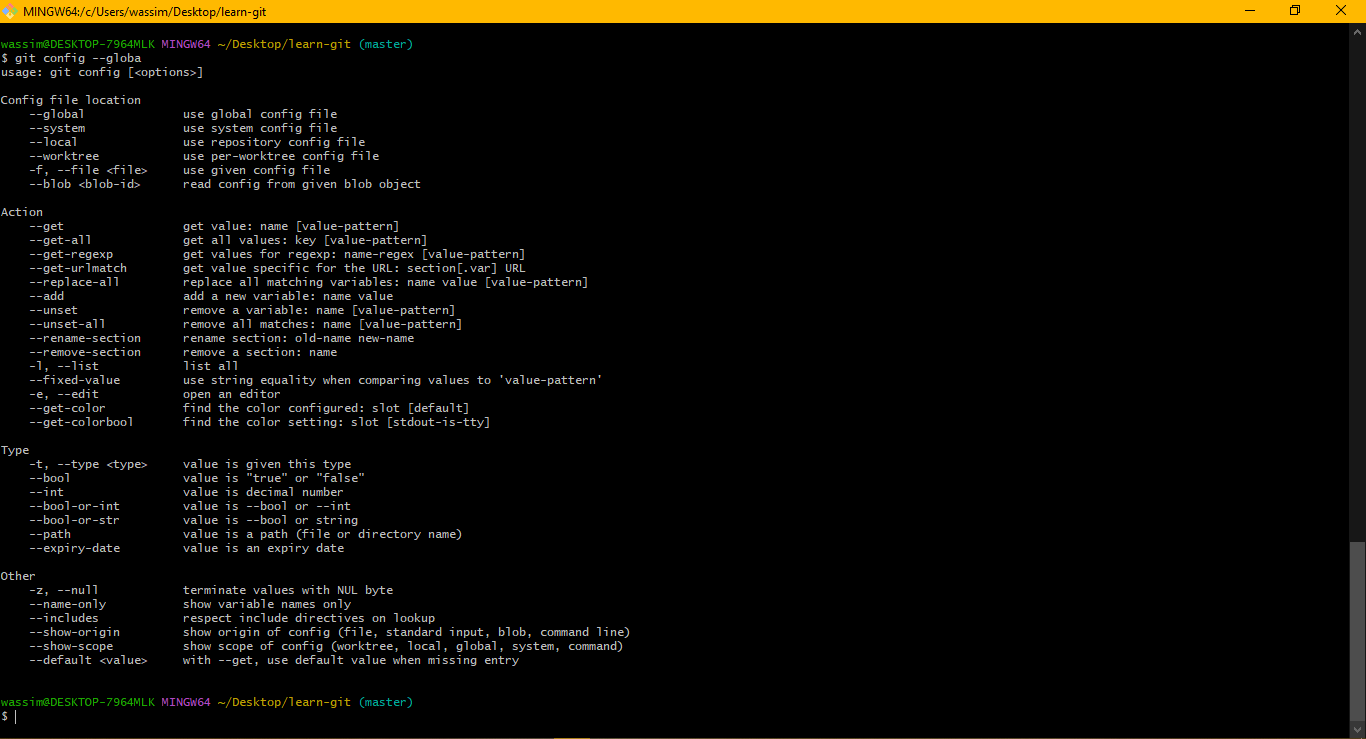 MINGW64:/c/Users/wassim/Desktop/learn-git
wassim@DESKTOP-7964MLK MINGW64 ~/Desktop/learn-git (master)
$ git config --globa
usage: git config [<options>]
Config file location
--global use global config file
--system use system config file
--local use repository config file
--worktree use per-worktree config file
-f, --file <file> use given config file
--blob <blob-id> read config from given blob object
Action
--get get value: name [value-pattern]
--get-all get all values: key [value-pattern]
--get-regexp get values for regexp: name-regex [value-pattern]
--get-urlmatch get value specific for the URL: section[.var] URL
--replace-all replace all matching variables: name value [value-pattern]
--add add a new variable: name value
--unset remove a variable: name [value-pattern]
--unset-all remove all matches: name [value-pattern]
--rename-section rename section: old-name new-name
--remove-section remove a section: name
-l, --list list all
--fixed-value use string equality when comparing values to 'value-pattern'
-e, --edit open an editor
--get-color find the color configured: slot [default]
--get-colorbool find the color setting: slot [stdout-is-tty]
Type
-t, --type <type> value is given this type
--bool value is "true" or "false"
--int value is decimal number
--bool-or-int value is --bool or --int
--bool-or-str value is --bool or string
--path value is a path (file or directory name)
--expiry-date value is an expiry date
Other
-z, --null terminate values with NUL byte
--name-only show variable names only
--includes respect include directives on lookup
--show-origin show origin of config (file, standard input, blob, command line)
--show-scope show scope of config (worktree, local, global, system, command)
--default <value> with --get, use default value when missing entry
wassim@DESKTOP-7964MLK MINGW64 ~/Desktop/learn-git (master)
$